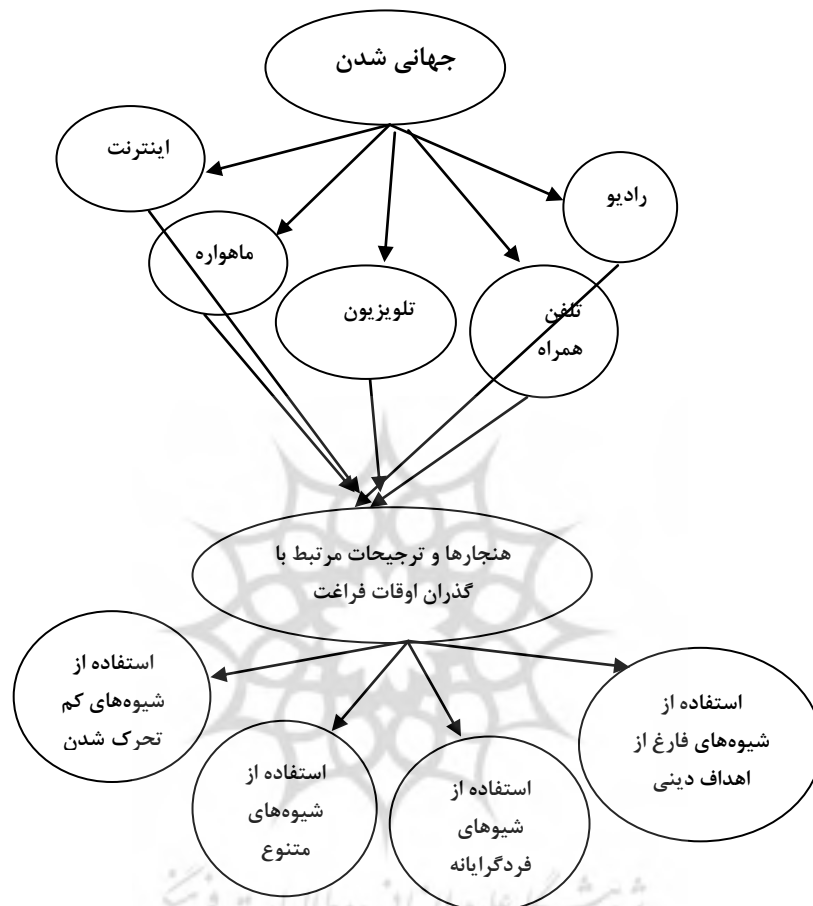 جهانی شدن
اینترنت
رادیو
ماهواره
تلویزیون
تلفن
همراه
هنجارها و ترجیحات مرتبط با
گذران اوقات فراغت
استفاده از
شیوه‌های کم
تحرک شدن
استفاده از
شیوه‌های فارغ از
اهداف دینی
استفاده از
شیوه‌های
متنوع
استفاده از
شیوهای
فردگرایانه